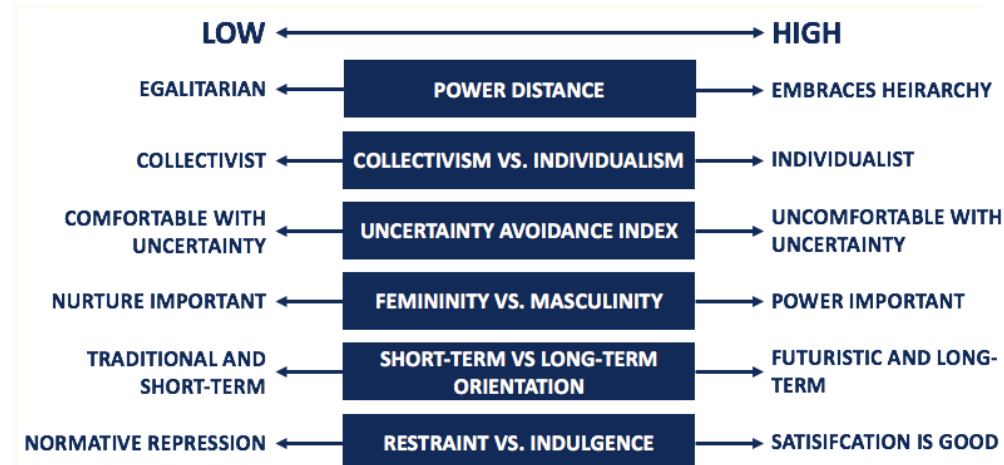 LOW HIGH
EGALITARIAN POWER DISTANCE EMBRACES HEIRARCHY
COLLECTIVIST COLLECTIVISM VS. INDIVIDUALISM INDIVIDUALIST
COMFORTABLE WITH
UNCERTAINTY
UNCERTAINTY AVOIDANCE INDEX
UNCOMFORTABLE WITH
UNCERTAINTY
NURTURE IMPORTANT FEMININITY VS. MASCULINITY POWER IMPORTANT
TRADITIONAL AND
SHORT-TERM
SHORT-TERM VS LONG-TERM
ORIENTATION
FUTURISTIC AND LONG-
TERM
NORMATIVE REPRESSION RESTRAINT VS. INDULGENCE SATISIFCATION IS GOOD